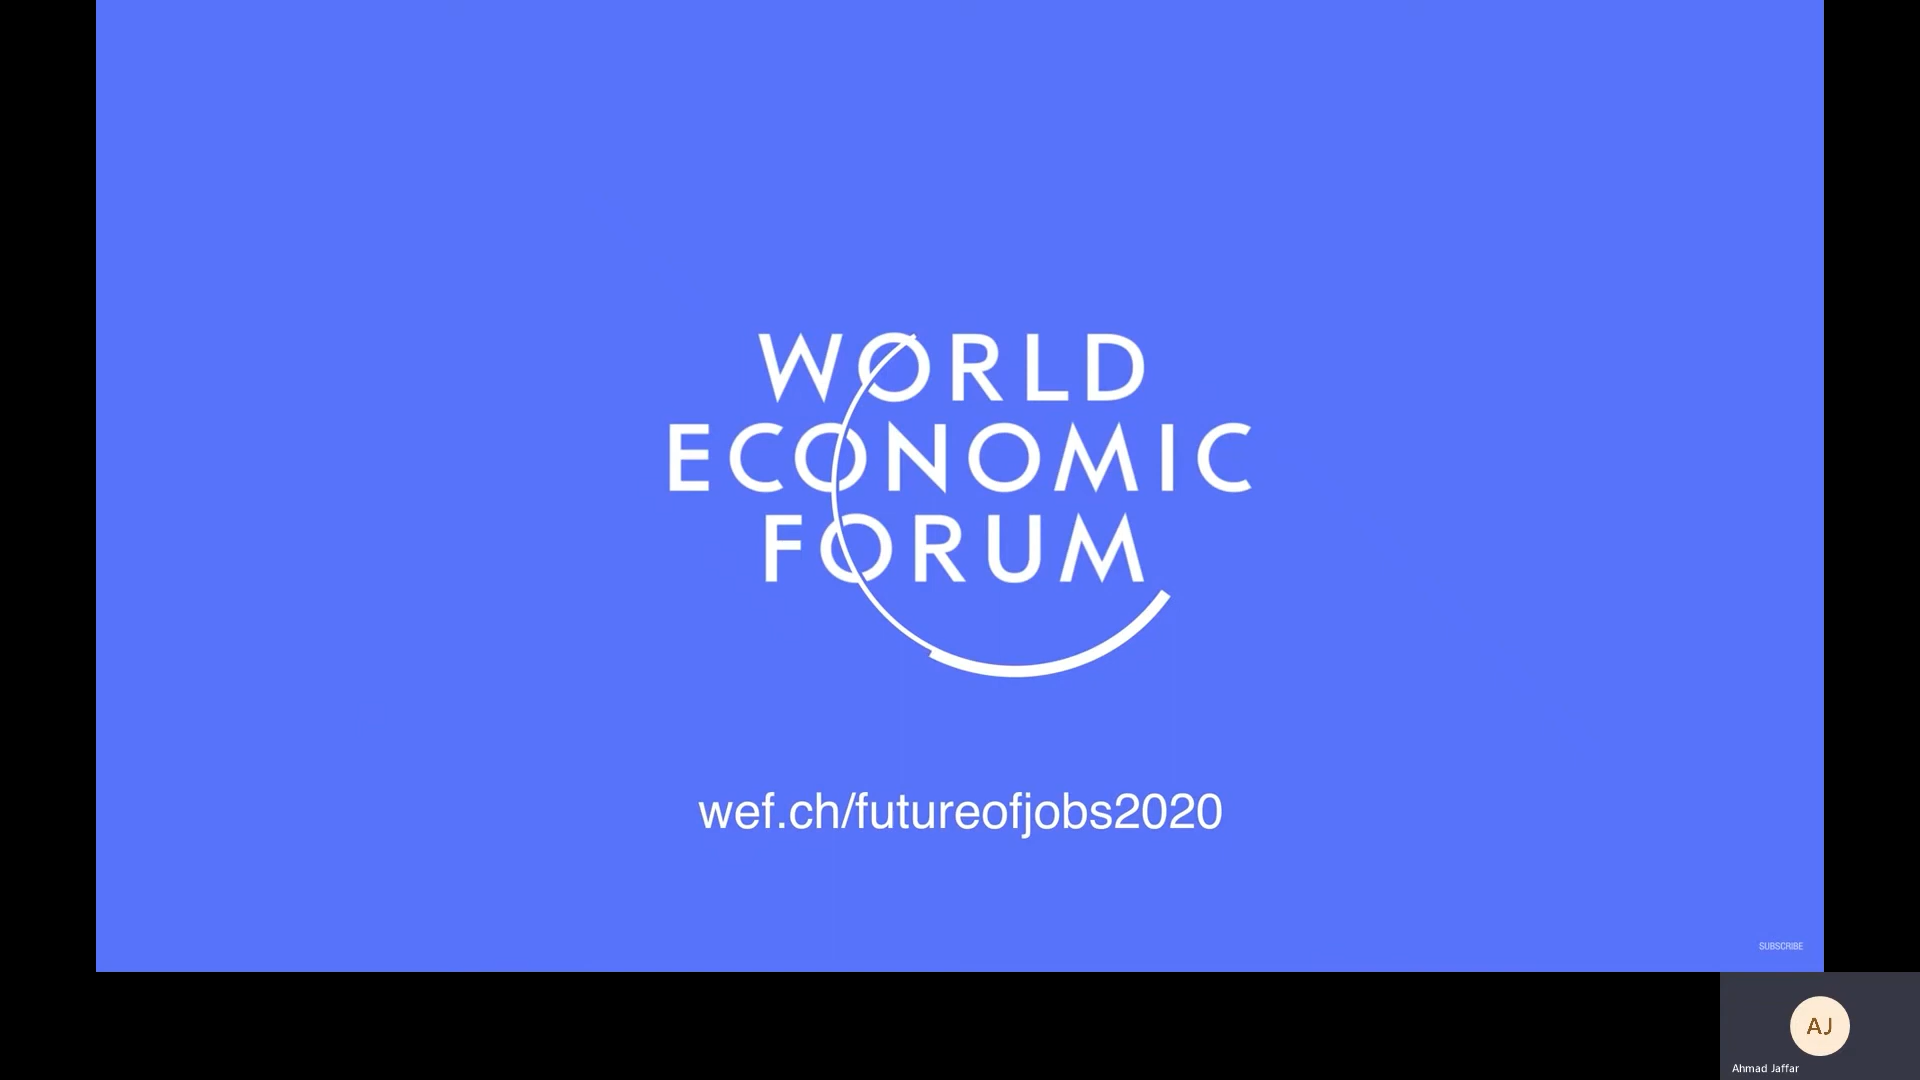 WORLD
ECONOMIC
FORUM
wef.ch/futureofjobs2020
SUBSCRIBE
AJ
Ahmad Jaffar